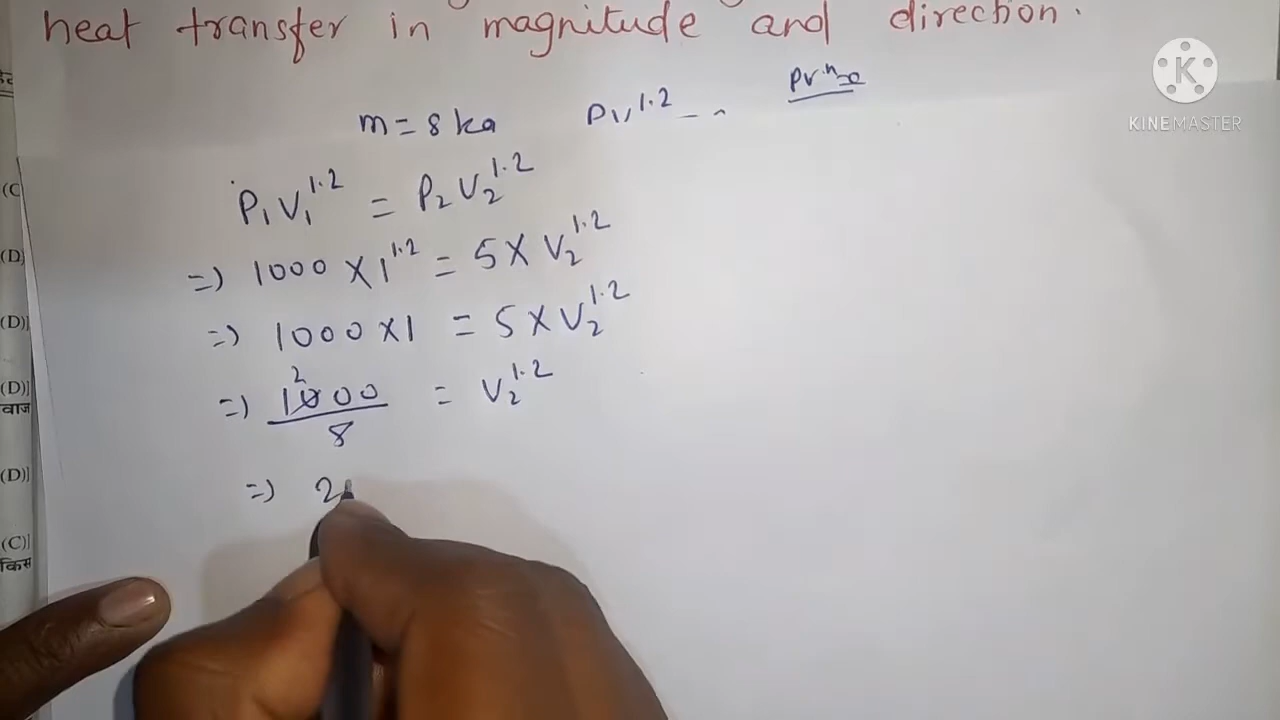 heat transfer in magnitude and direction.
KINEMASTER
m = 8 kg PV^1.2 PV^n=c
P₁V₁^1.2 = P₂V₂^1.2
(C
=) 1000 × 1^1.2 = 5 × V₂^1.2
(D)
=) 1000 × 1 = 5 × V₂^1.2
(D)]
=) 1000/8 = V₂^1.2
2
(D)]
वाज
=) 2
(D)]
(C)]
किस